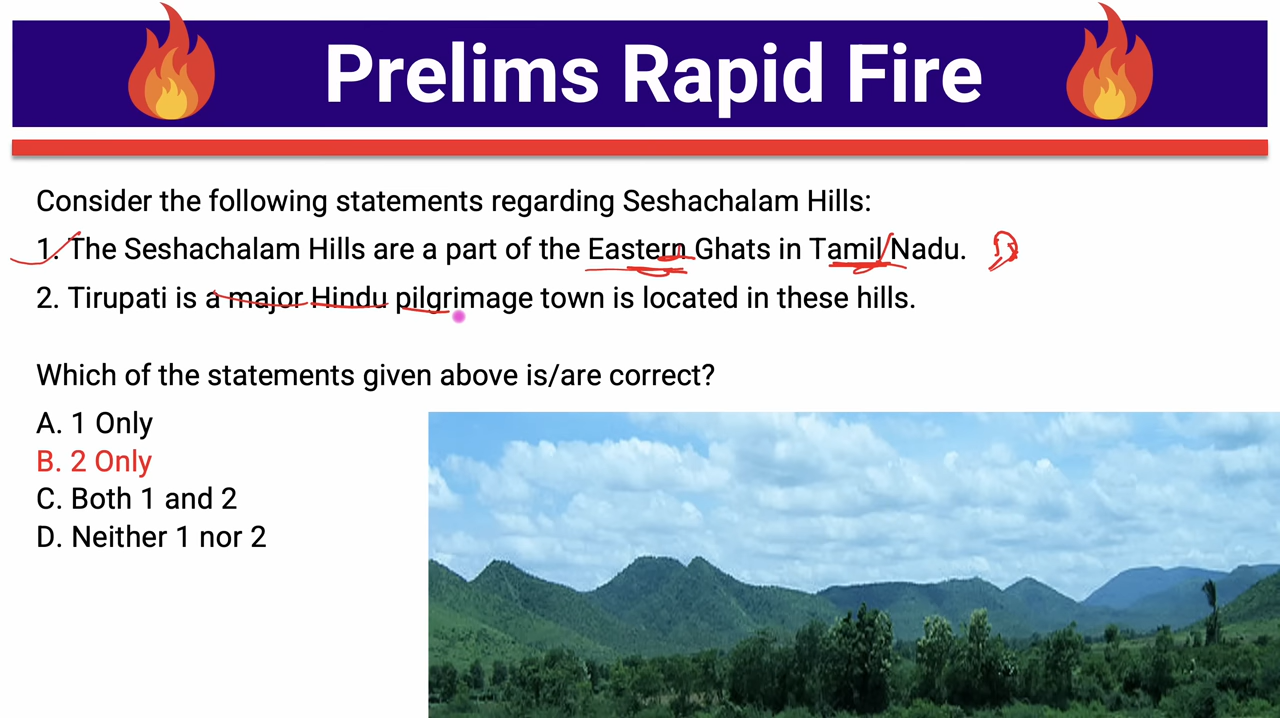 Prelims Rapid Fire
Consider the following statements regarding Seshachalam Hills:
1. The Seshachalam Hills are a part of the Eastern Ghats in Tamil Nadu.
2. Tirupati is a major Hindu pilgrimage town is located in these hills.
Which of the statements given above is/are correct?
A. 1 Only
B. 2 Only
C. Both 1 and 2
D. Neither 1 nor 2